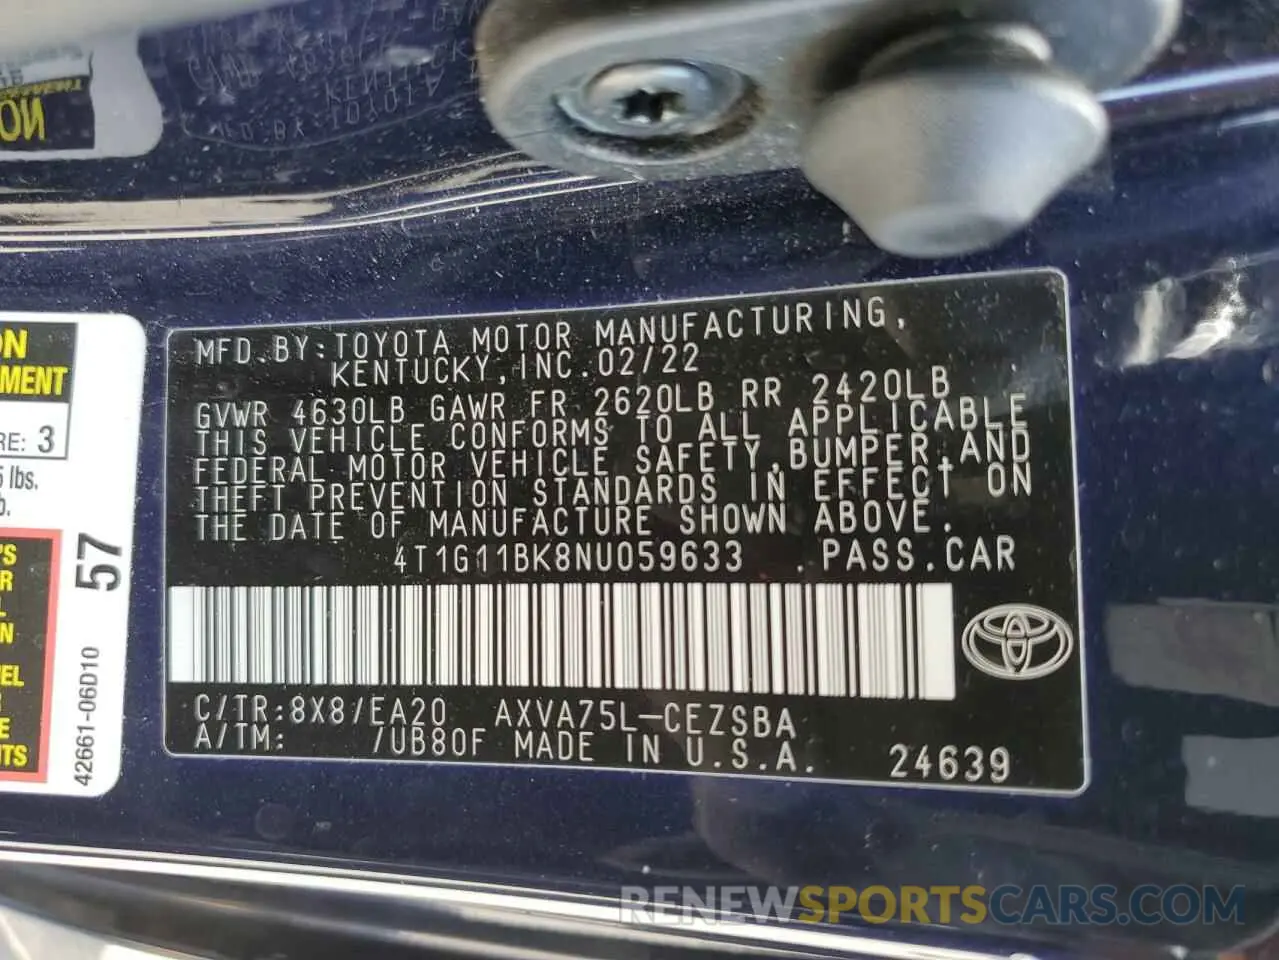 MFD.BY:TOYOTA MOTOR MANUFACTURING,
KENTUCKY,INC.02/22
GVWR 4630LB GAWR FR 2620LB RR 2420LB
THIS VEHICLE CONFORMS TO ALL APPLICABLE
FEDERAL MOTOR VEHICLE SAFETY,BUMPER,AND
THEFT PREVENTION STANDARDS IN EFFECT ON
THE DATE OF MANUFACTURE SHOWN ABOVE.
4T1G11BK8NU059633 .PASS.CAR
C/TR:8X8/EA20 AXVA75L-CEZSBA
A/TM: /UB80F MADE IN U.S.A. 24639
3
lbs.
57
42661-06D10
RENEWSPORTSCARS.COM